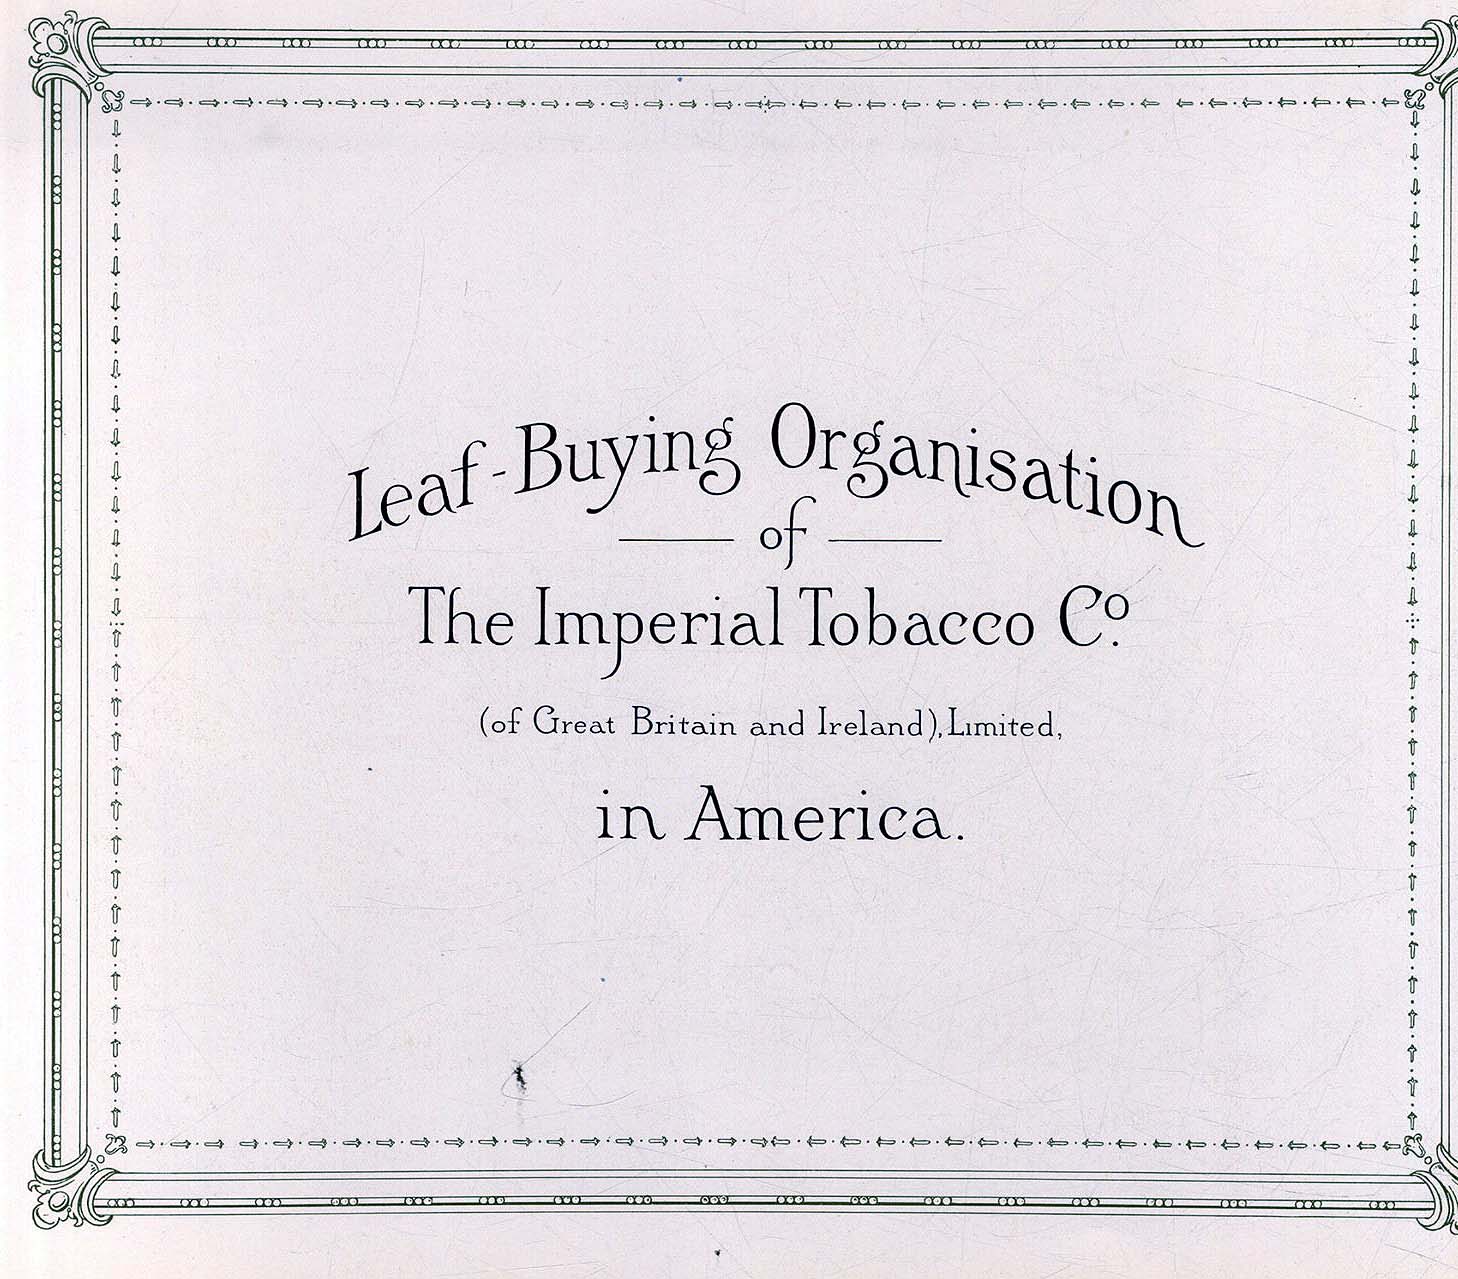 Leaf-Buying Organisation
of
The Imperial Tobacco Co.
(of Great Britain and Ireland), Limited,
in America.